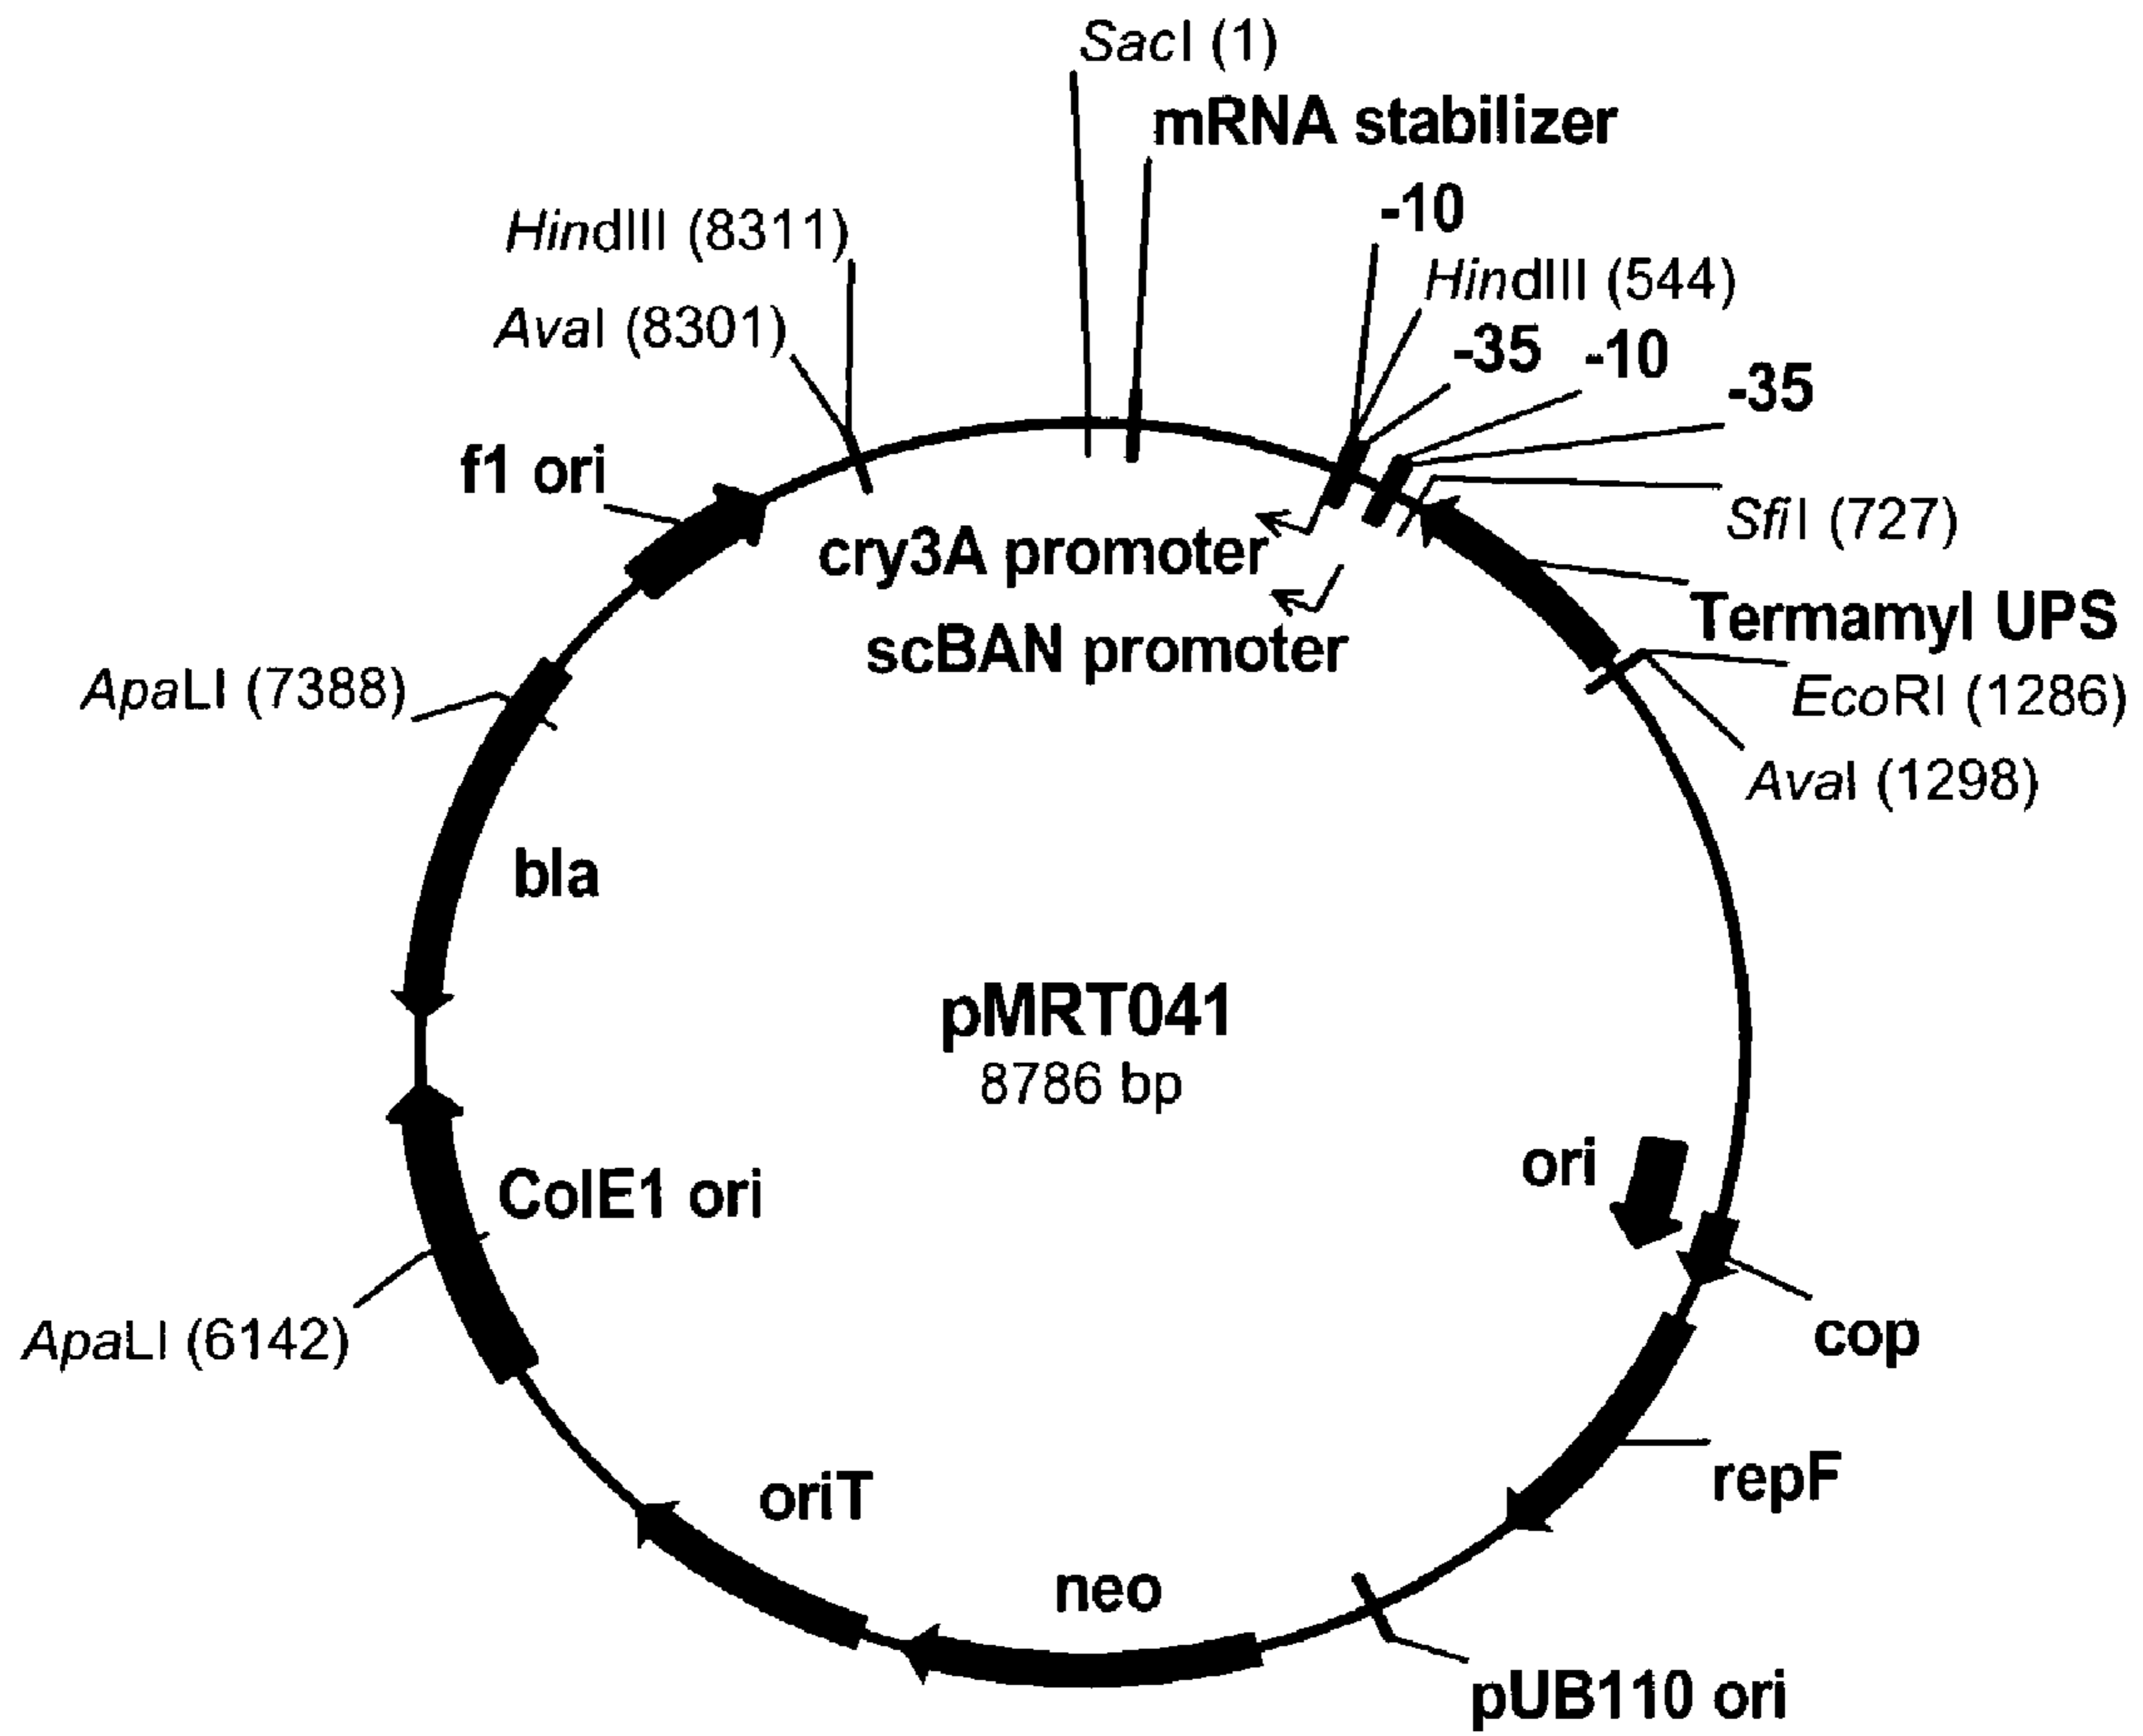 SacI (1)
mRNA stabilizer
-10
HindIII (8311)
HindIII (544)
AvaI (8301)
-35
-10
-35
f1 ori
SfiI (727)
cry3A promoter
Termamyl UPS
scBAN promoter
ApaLI (7388)
EcoRI (1286)
AvaI (1298)
bla
pMRT041
8786 bp
ori
ColE1 ori
ApaLI (6142)
cop
repF
oriT
neo
pUB110 ori